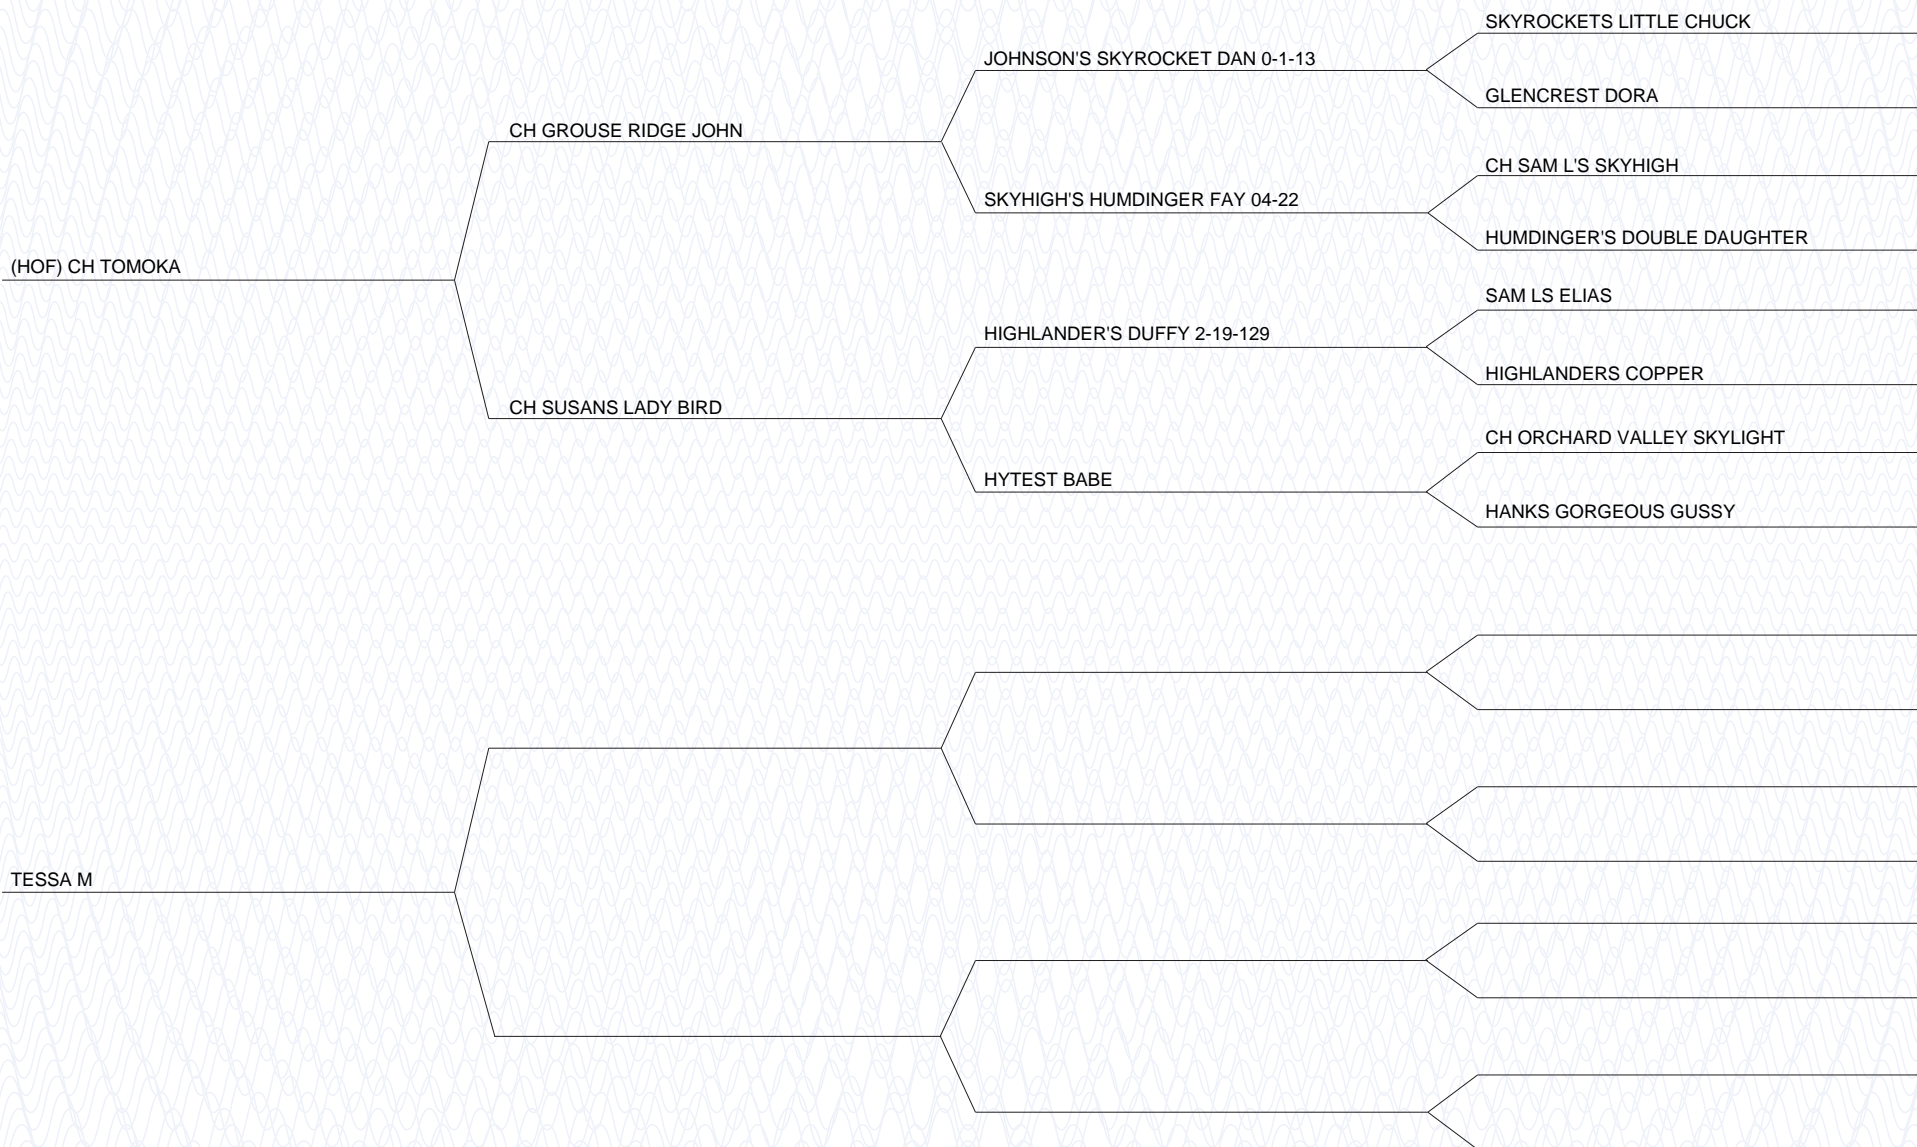 SKYROCKETS LITTLE CHUCK
JOHNSON'S SKYROCKET DAN 0-1-13
GLENCREST DORA
CH GROUSE RIDGE JOHN
CH SAM L'S SKYHIGH
SKYHIGH'S HUMDINGER FAY 04-22
HUMDINGER'S DOUBLE DAUGHTER
(HOF) CH TOMOKA
SAM LS ELIAS
HIGHLANDER'S DUFFY 2-19-129
HIGHLANDERS COPPER
CH SUSANS LADY BIRD
CH ORCHARD VALLEY SKYLIGHT
HYTEST BABE
HANKS GORGEOUS GUSSY
TESSA M